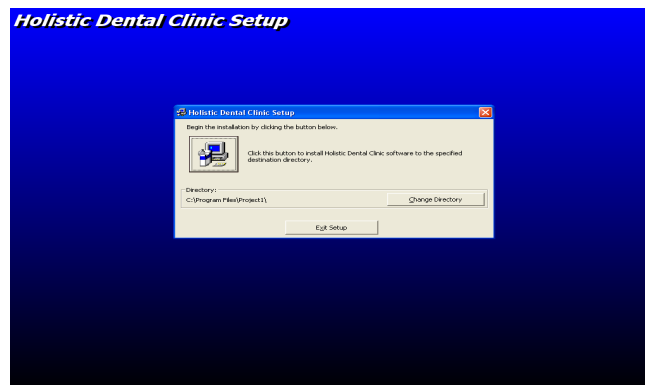 Holistic Dental Clinic Setup
Holistic Dental Clinic Setup
Begin the installation by clicking the button below.
Click this button to install Holistic Dental Clinic software to the specified
destination directory.
Directory:
C:\Program Files\Project1\
Change Directory
Exit Setup